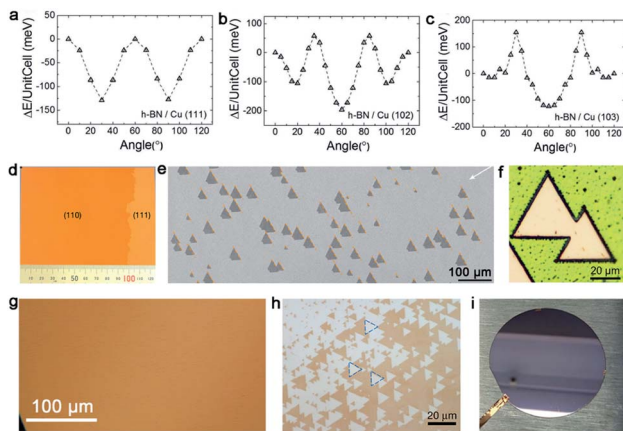 a
b
c
ΔE/UnitCell (meV)
0
-50
-100
-150
0 20 40 60 80 100 120
Angle(°)
h-BN / Cu (111)
ΔE/UnitCell (meV)
100
0
-100
-200
0 20 40 60 80 100 120
Angle(°)
h-BN / Cu (102)
ΔE/UnitCell (meV)
200
100
0
-100
-200
0 20 40 60 80 100 120
Angle(°)
h-BN / Cu (103)
d
(110)
(111)
50
100
e
100 µm
f
20 µm
g
100 µm
h
20 µm
i